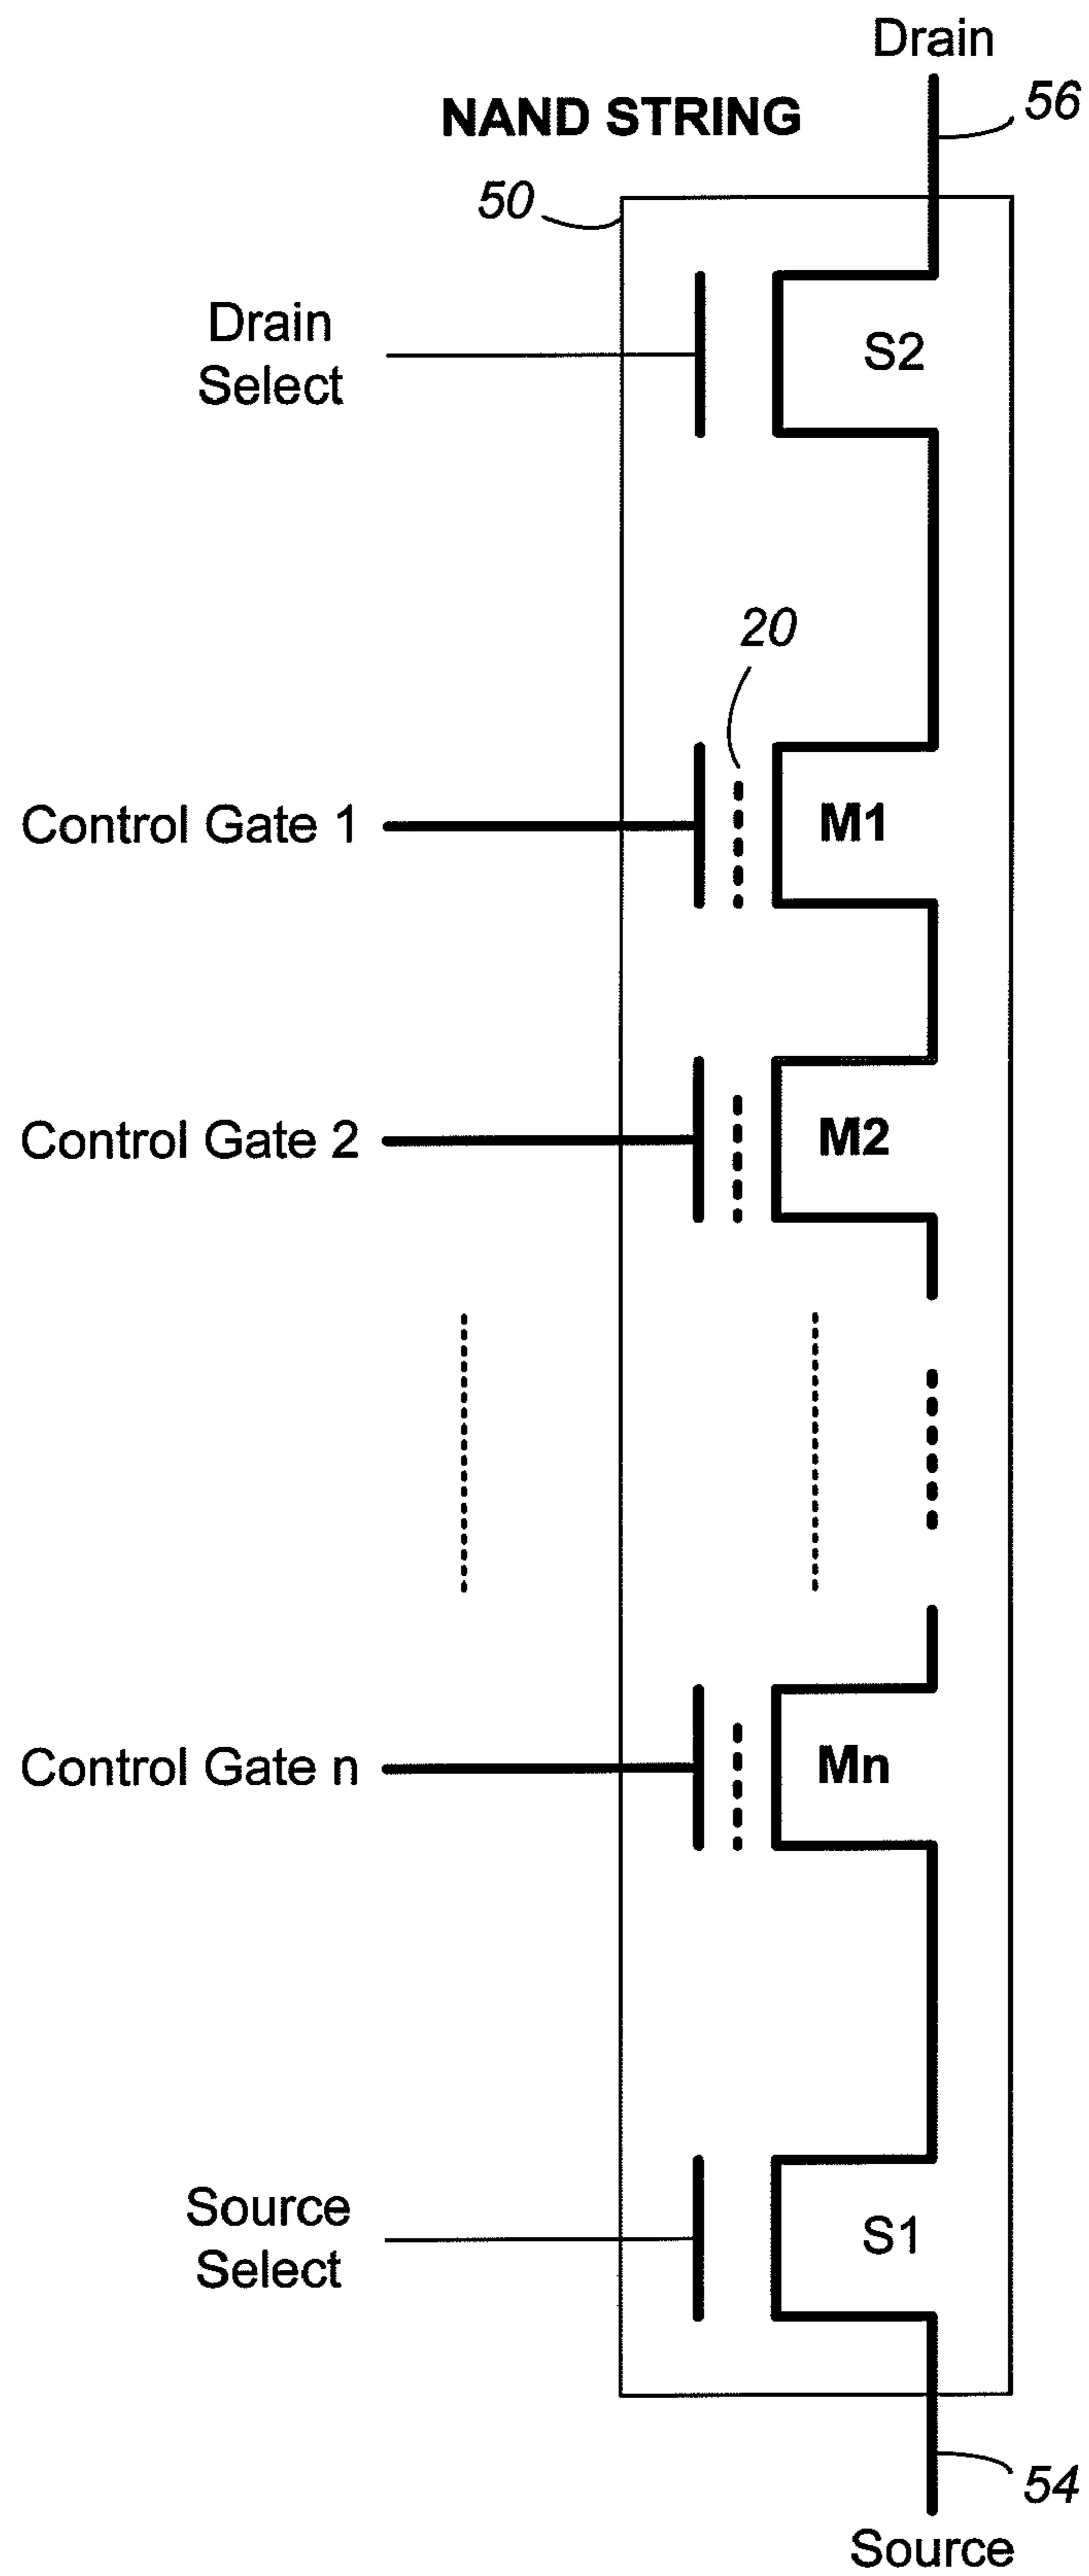 Drain
56
NAND STRING
50
Drain
Select
S2
20
Control Gate 1
M1
Control Gate 2
M2
Control Gate n
Mn
Source
Select
S1
54
Source